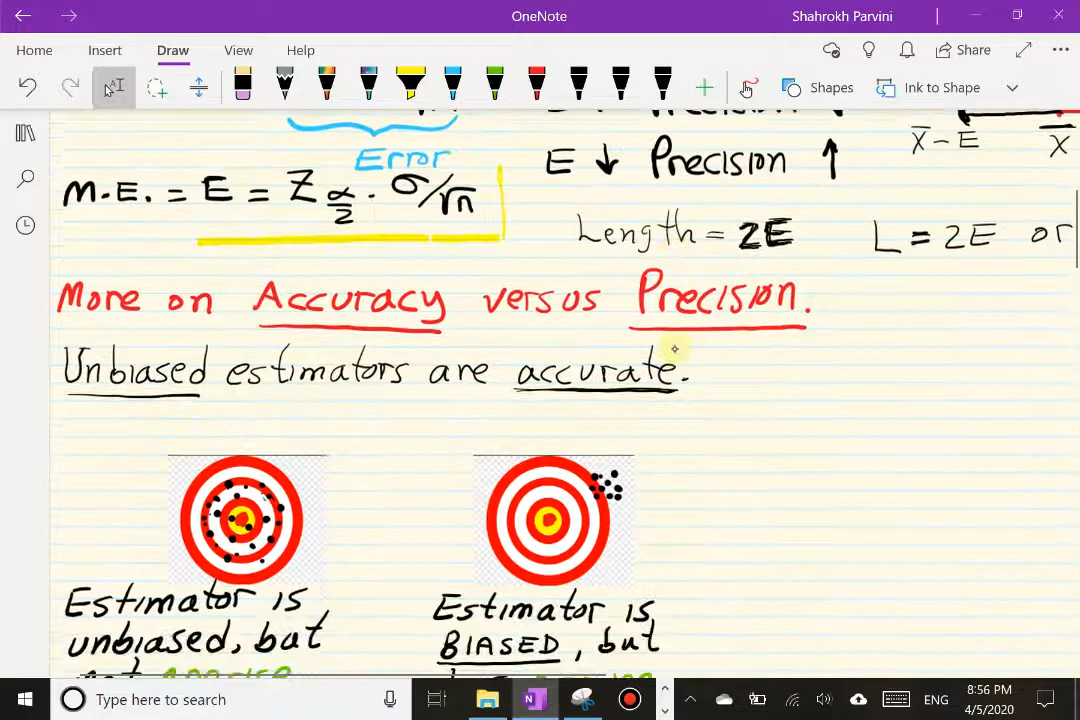 OneNote
Shahrokh Parvini
Home Insert Draw View Help
Share
Shapes
Ink to Shape
Error
E ↓ Precision ↑
X̄ - E
X̄
M.E. = E = Z α/2 · σ/√n
Length = 2E
L = 2E or
More on Accuracy versus Precision.
Unbiased estimators are accurate.
Estimator is
unbiased, but
Estimator is
BIASED, but
Type here to search
ENG
8:56 PM
4/5/2020